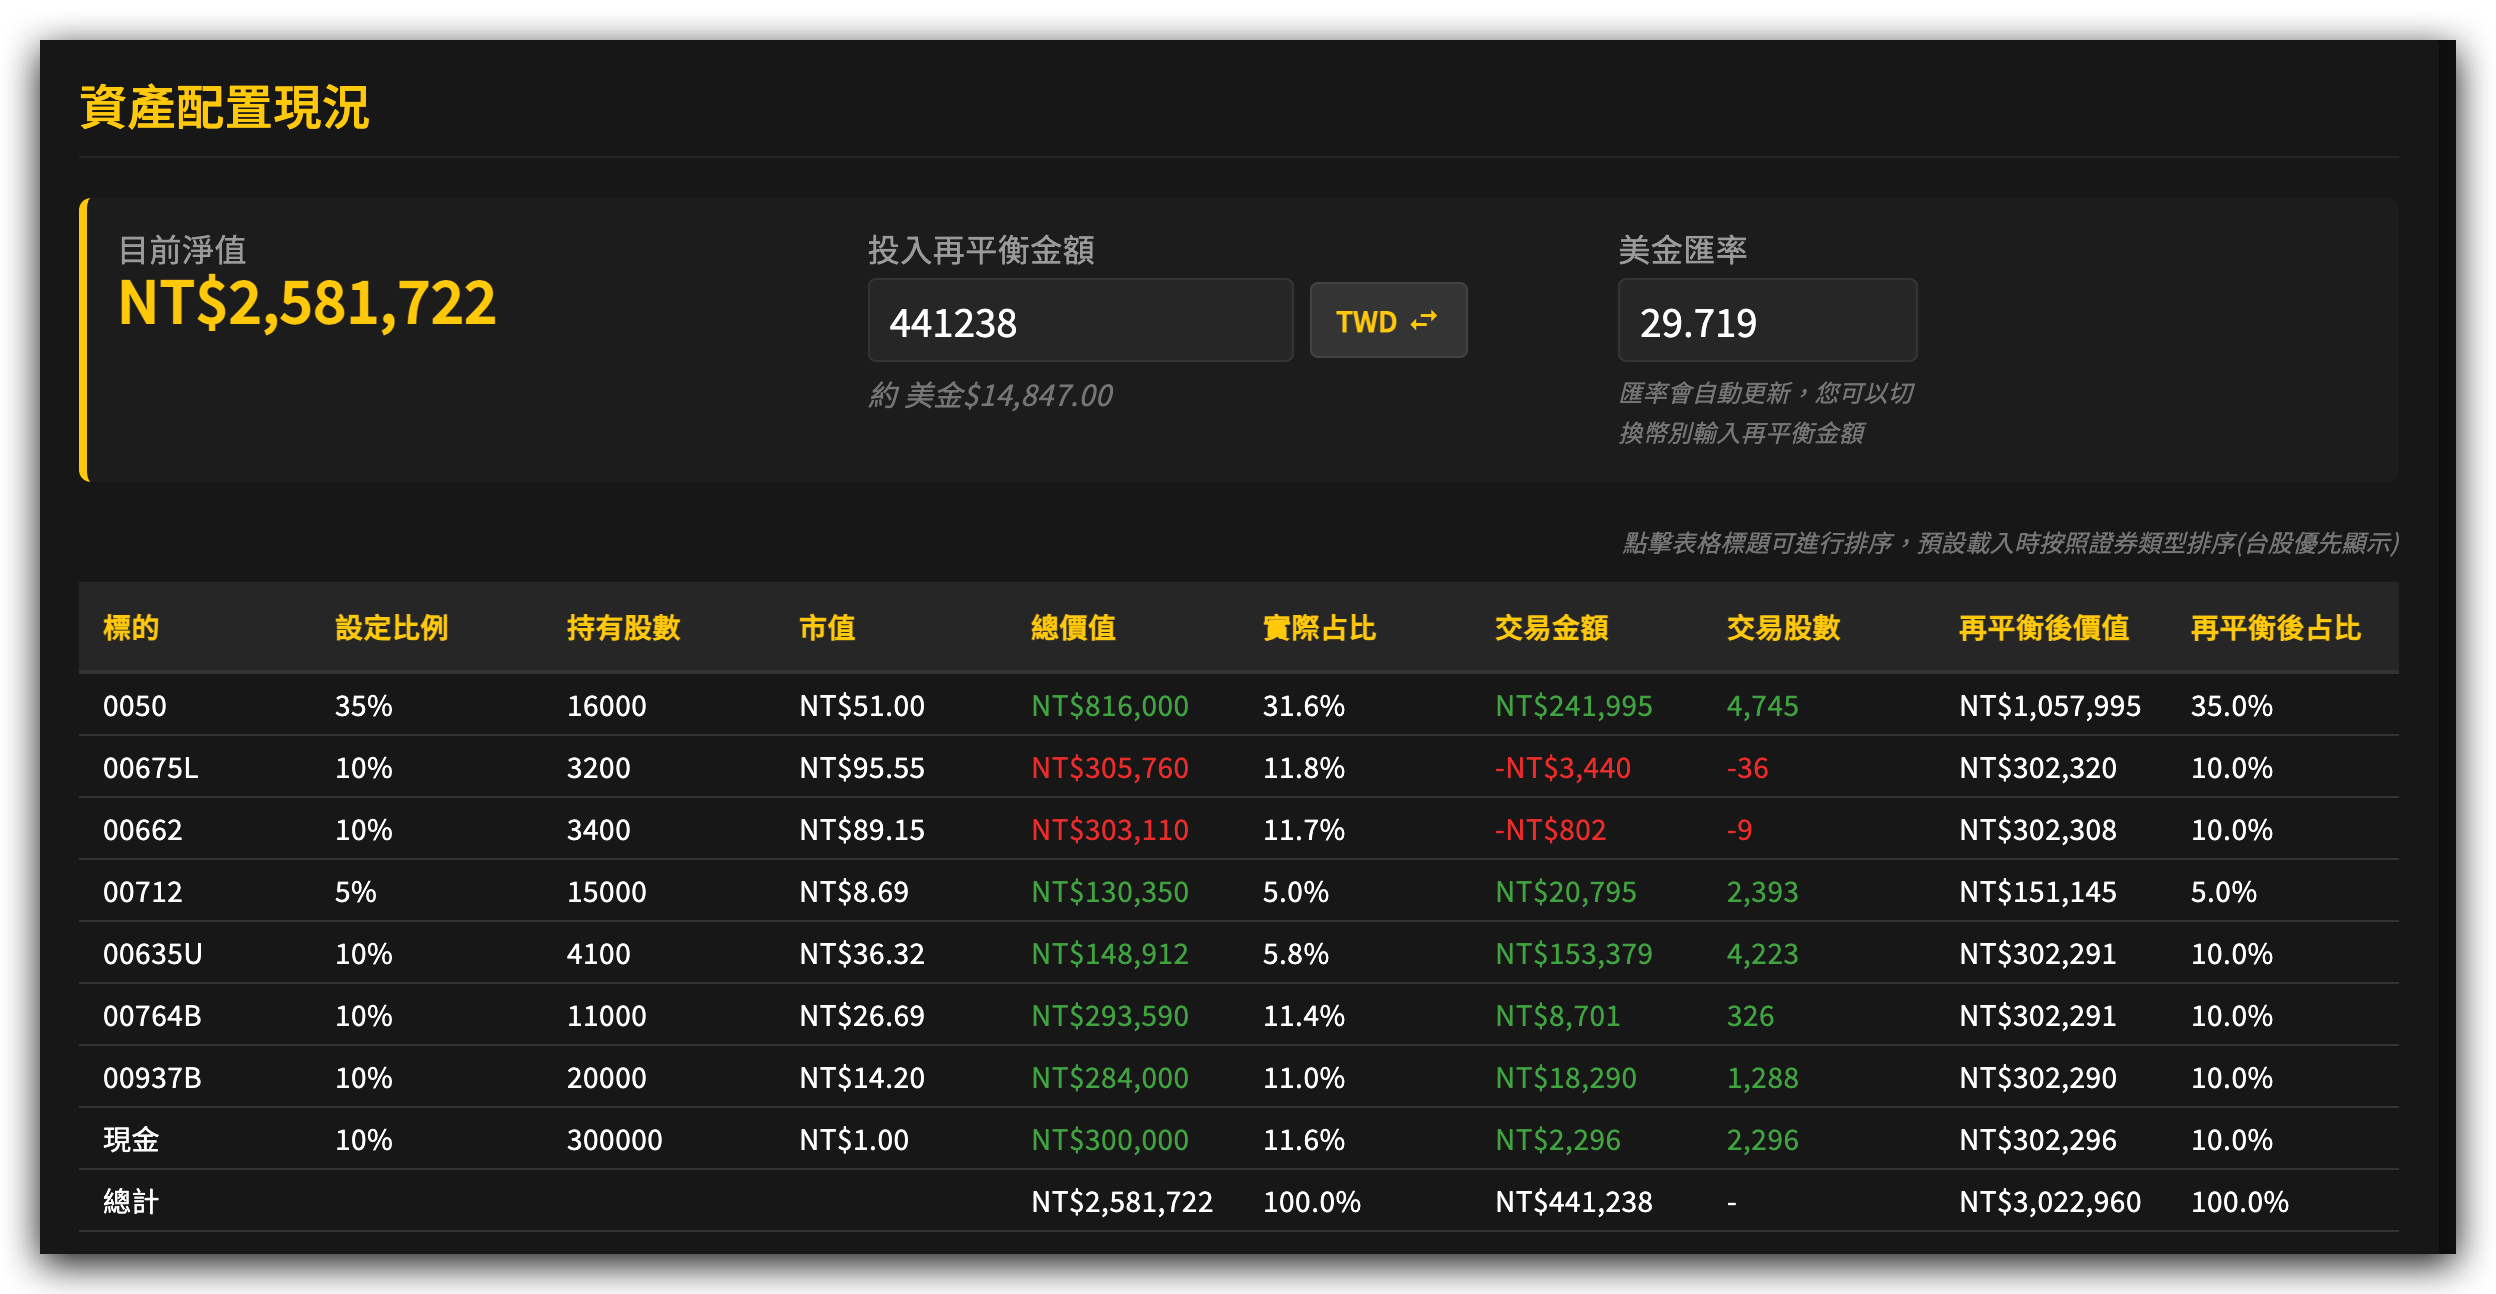 資產配置現況
目前淨值
NT$2,581,722
投入再平衡金額
441238
TWD
約 美金$14,847.00
美金匯率
29.719
匯率會自動更新，您可以切
換幣別輸入再平衡金額
點擊表格標題可進行排序，預設載入時按照證券類型排序(台股優先顯示)
標的 設定比例 持有股數 市值 總價值 實際占比 交易金額 交易股數 再平衡後價值 再平衡後占比
0050 35% 16000 NT$51.00 NT$816,000 31.6% NT$241,995 4,745 NT$1,057,995 35.0%
00675L 10% 3200 NT$95.55 NT$305,760 11.8% -NT$3,440 -36 NT$302,320 10.0%
00662 10% 3400 NT$89.15 NT$303,110 11.7% -NT$802 -9 NT$302,308 10.0%
00712 5% 15000 NT$8.69 NT$130,350 5.0% NT$20,795 2,393 NT$151,145 5.0%
00635U 10% 4100 NT$36.32 NT$148,912 5.8% NT$153,379 4,223 NT$302,291 10.0%
00764B 10% 11000 NT$26.69 NT$293,590 11.4% NT$8,701 326 NT$302,291 10.0%
00937B 10% 20000 NT$14.20 NT$284,000 11.0% NT$18,290 1,288 NT$302,290 10.0%
現金 10% 300000 NT$1.00 NT$300,000 11.6% NT$2,296 2,296 NT$302,296 10.0%
總計 NT$2,581,722 100.0% NT$441,238 - NT$3,022,960 100.0%